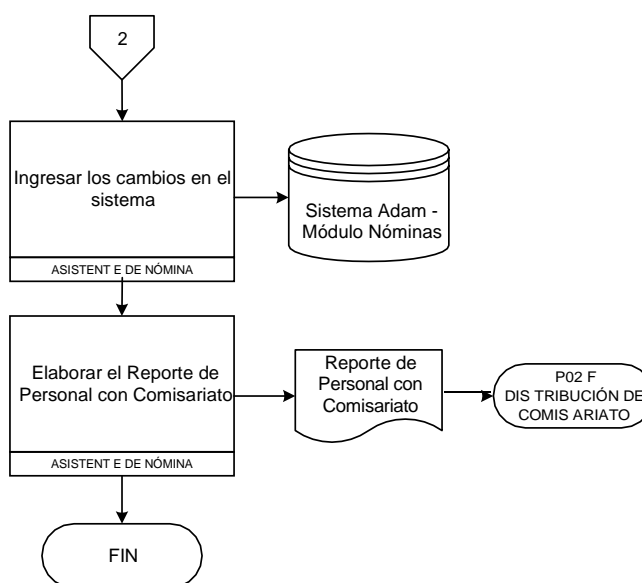 2
Ingresar los cambios en el
sistema
ASISTENT E DE NÓMINA
Sistema Adam -
Módulo Nóminas
Elaborar el Reporte de
Personal con Comisariato
ASISTENT E DE NÓMINA
Reporte de
Personal con
Comisariato
P02 F
DIS TRIBUCIÓN DE
COMIS ARIATO
FIN